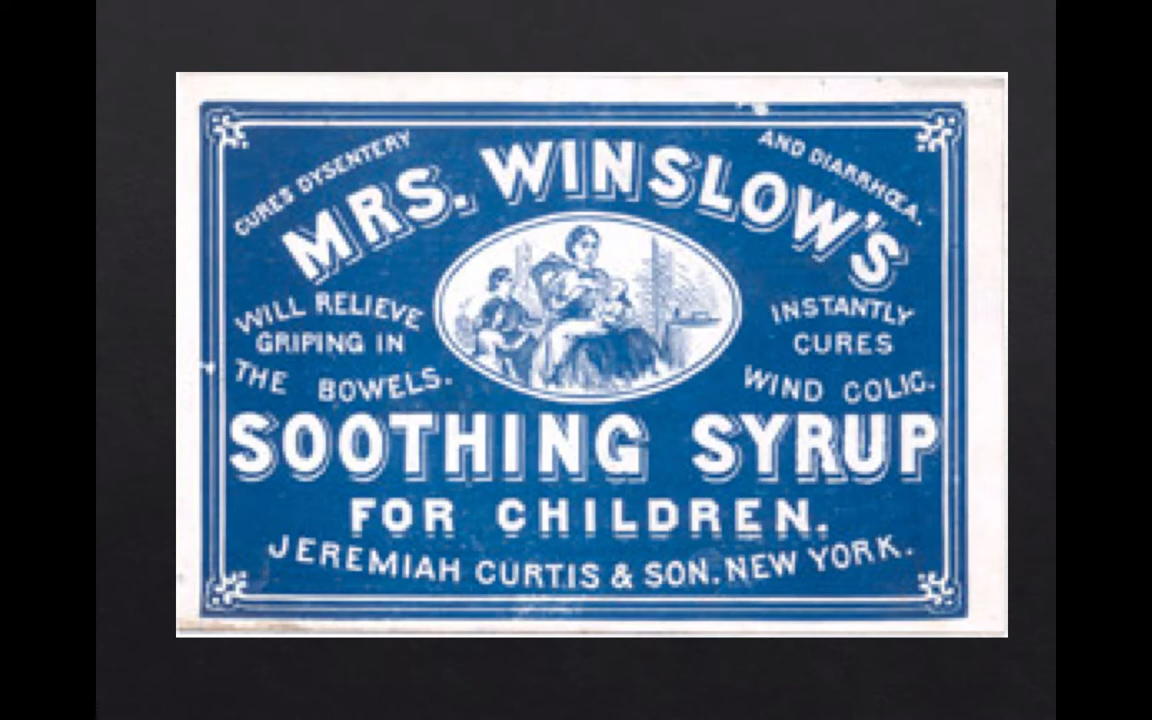 CURES DYSENTERY
AND DIARRHŒA.
MRS. WINSLOW'S
WILL RELIEVE
GRIPING IN
THE BOWELS.
INSTANTLY
CURES
WIND COLIC.
SOOTHING SYRUP
FOR CHILDREN.
JEREMIAH CURTIS & SON. NEW YORK.